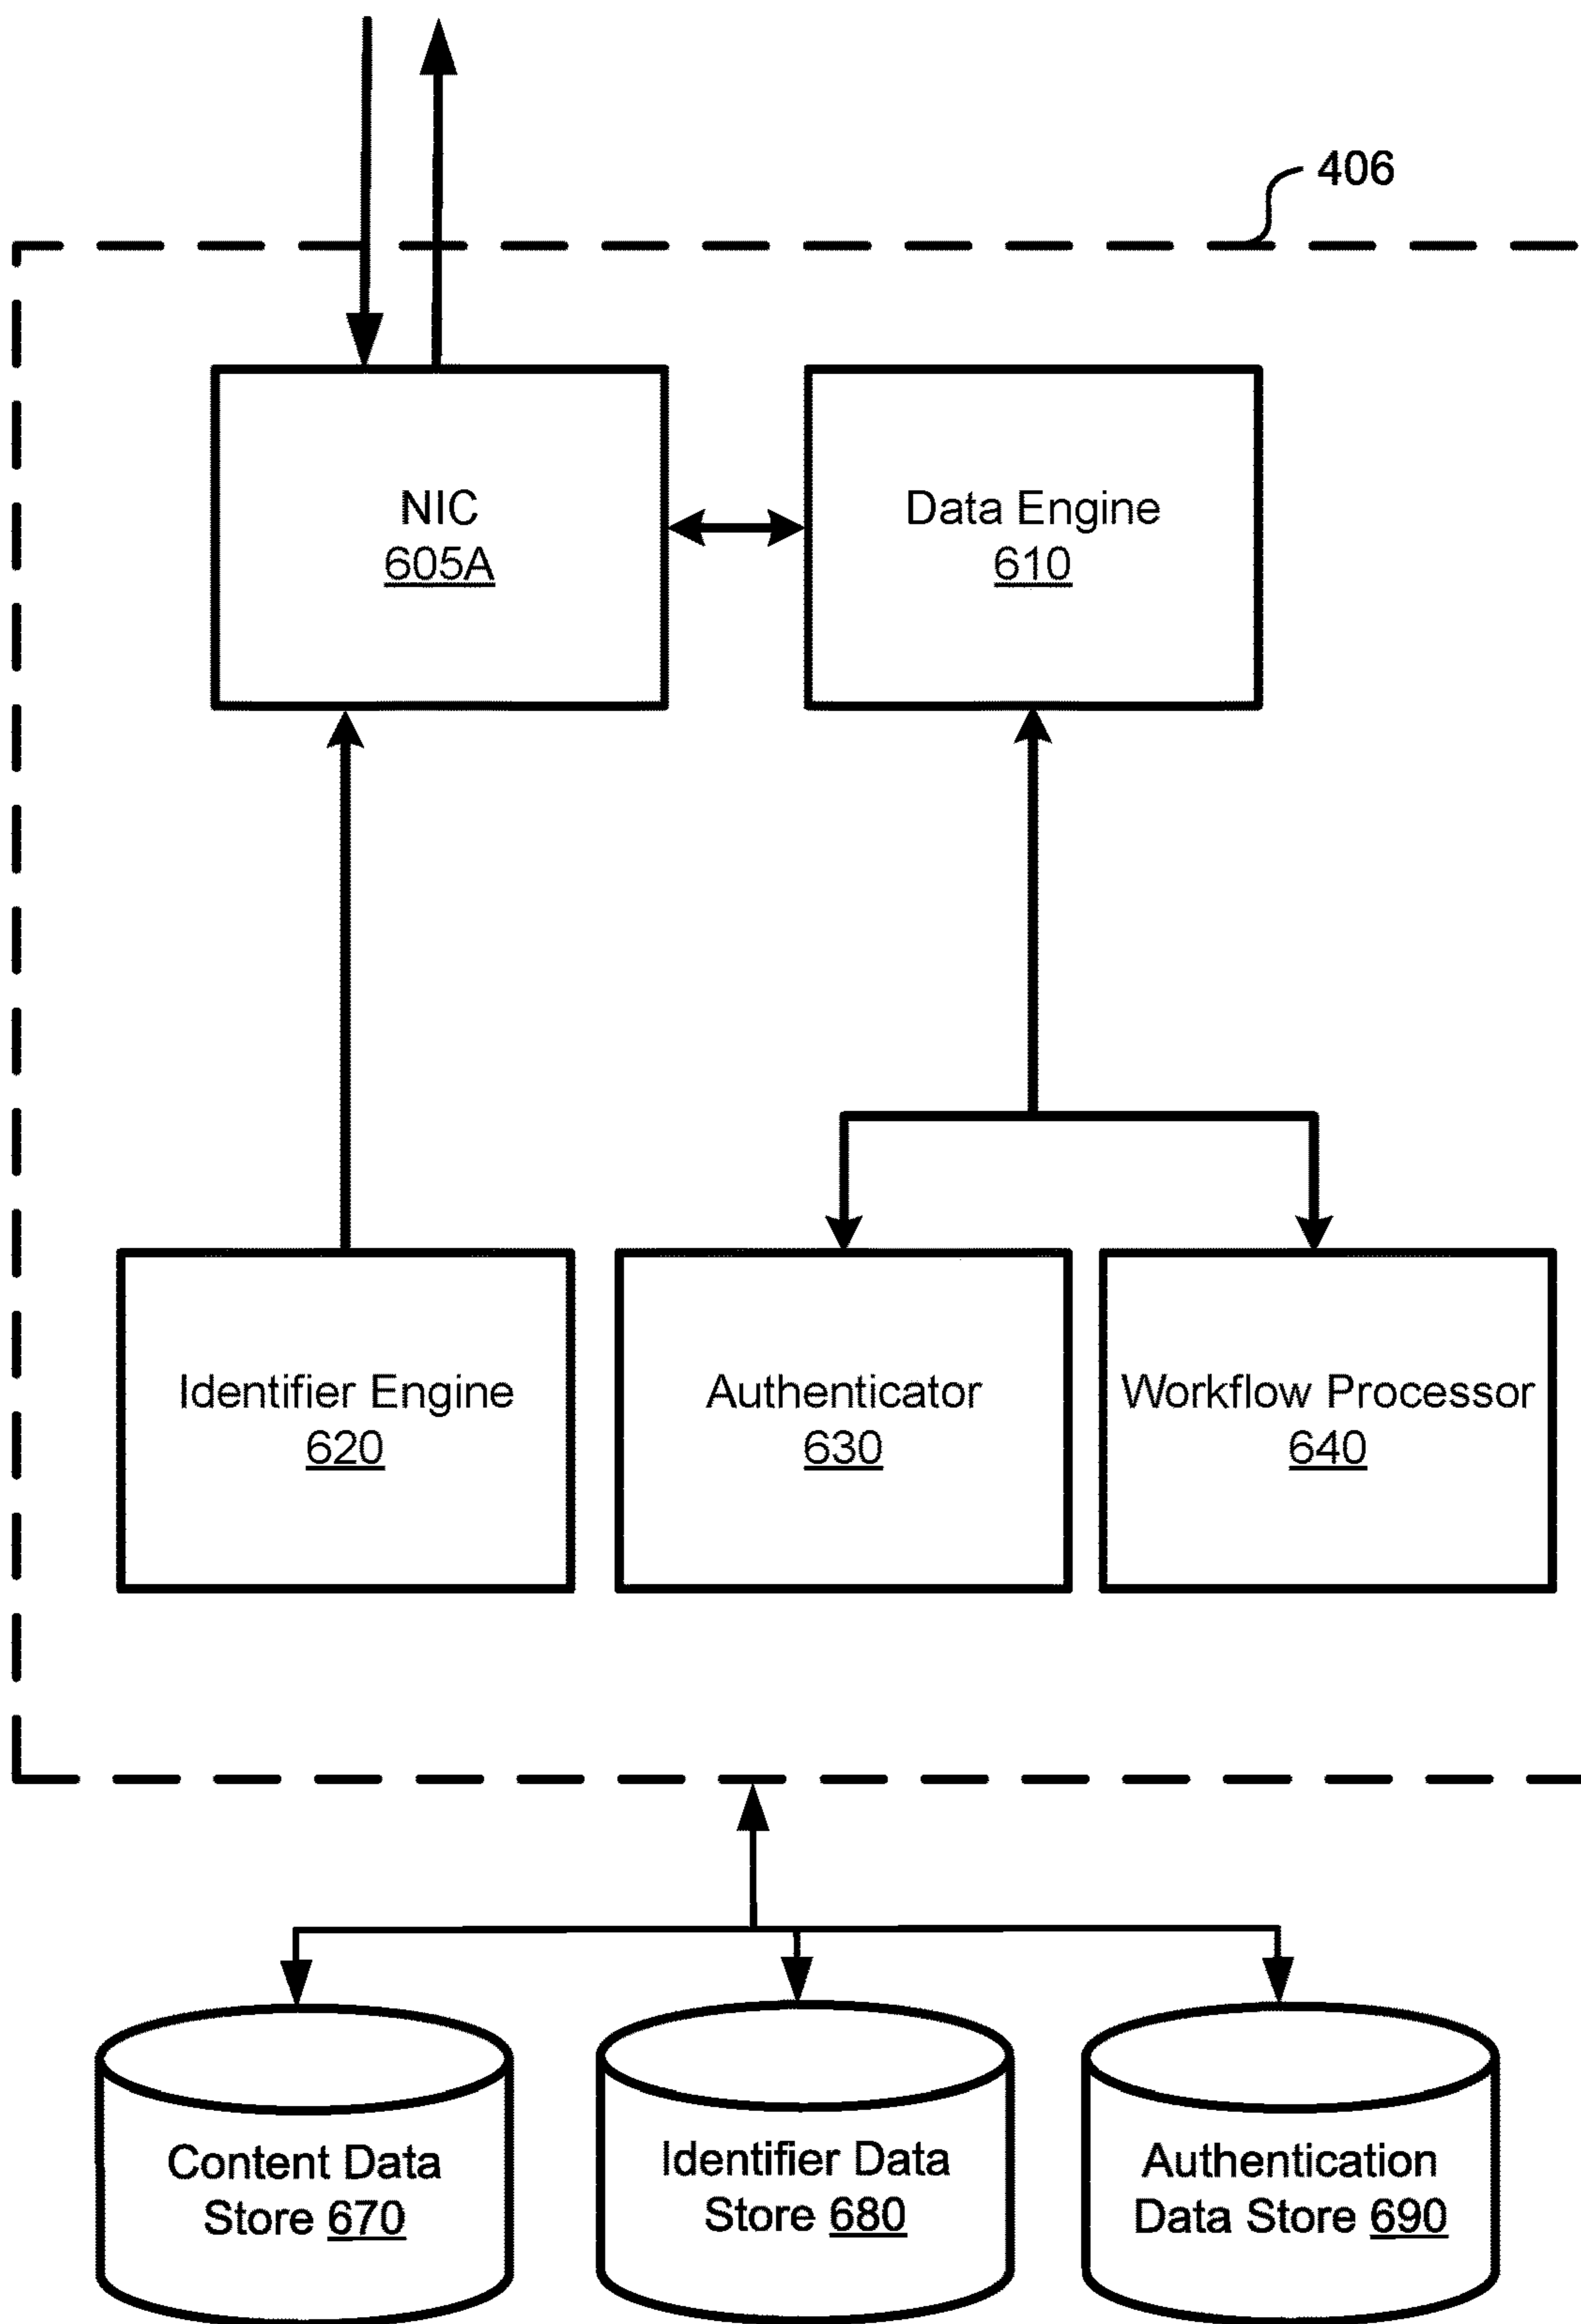 406
NIC
605A
Data Engine
610
Identifier Engine
620
Authenticator
630
Workflow Processor
640
Content Data
Store 670
Identifier Data
Store 680
Authentication
Data Store 690